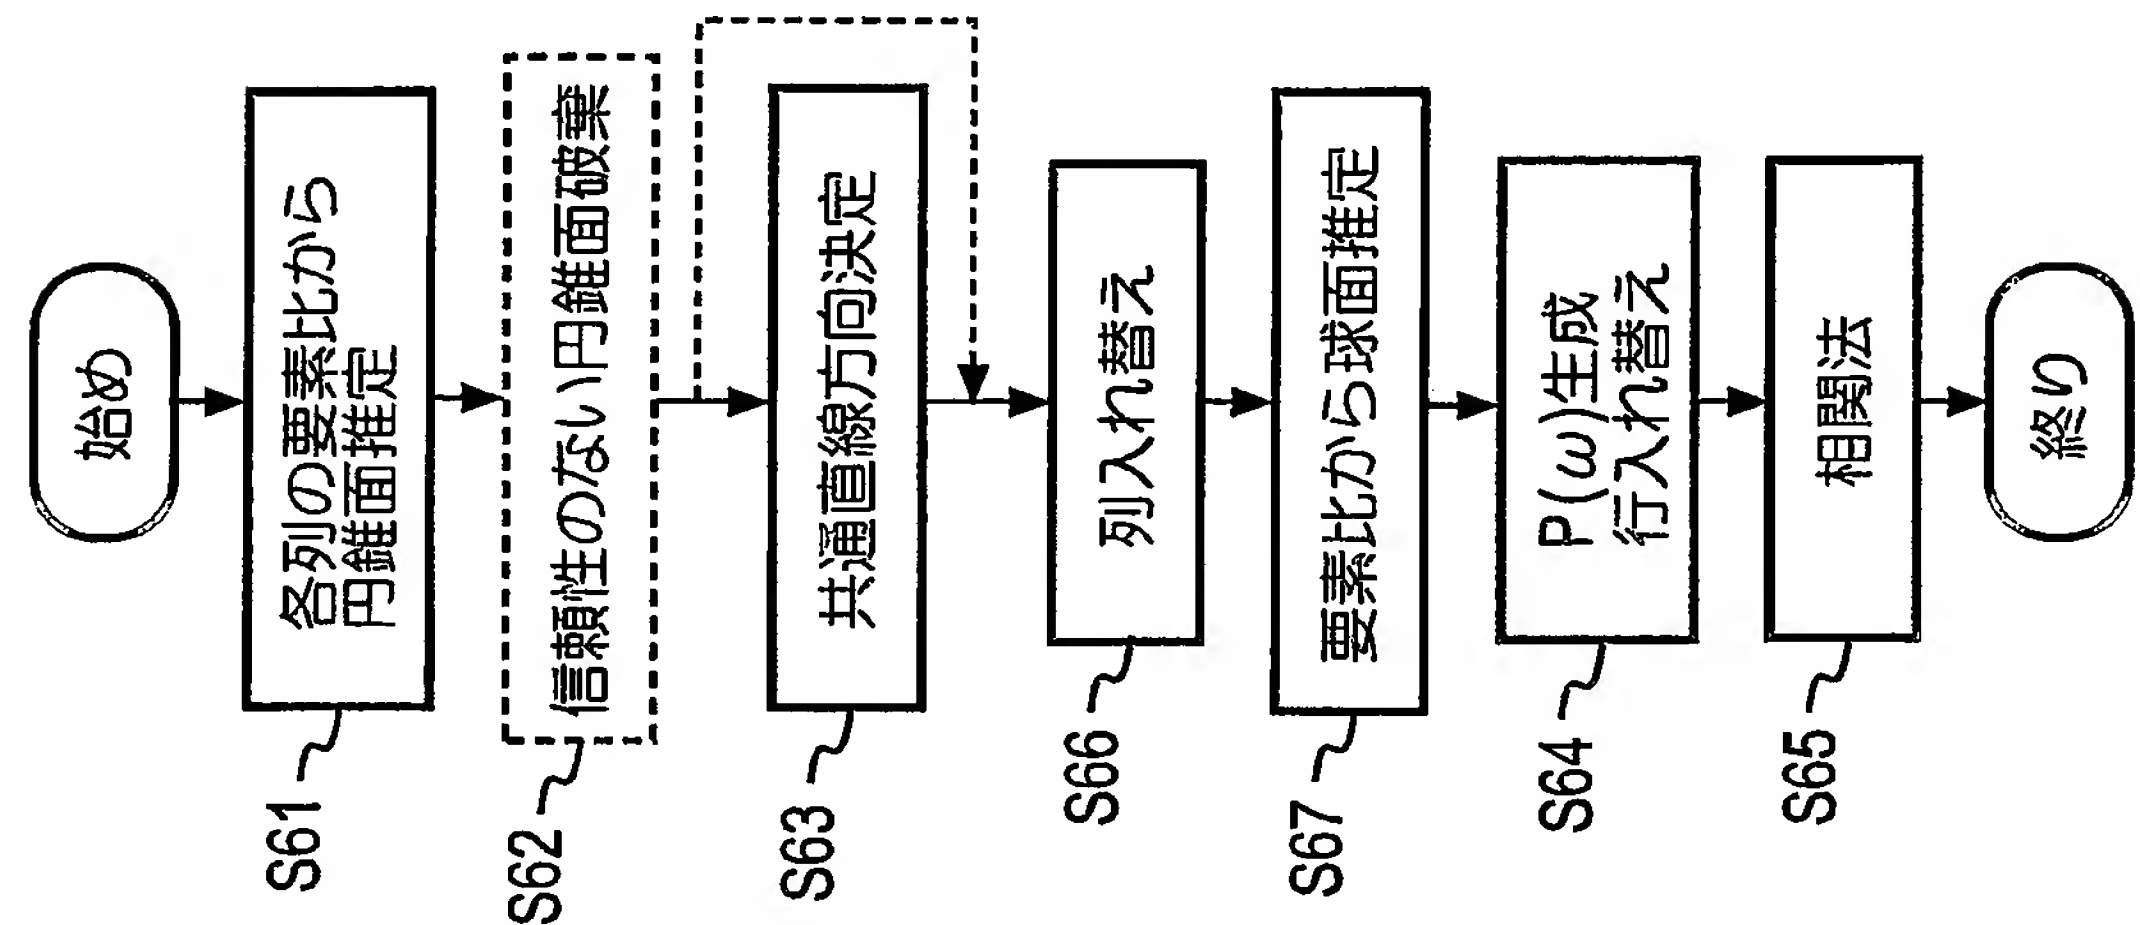 始め
各列の要素比から
円錐面推定
S61
信頼性のない円錐面破棄
S62
共通直線方向決定
S63
列入れ替え
S66
要素比から球面推定
S67
P(ω)生成
行入れ替え
S64
相関法
S65
終り